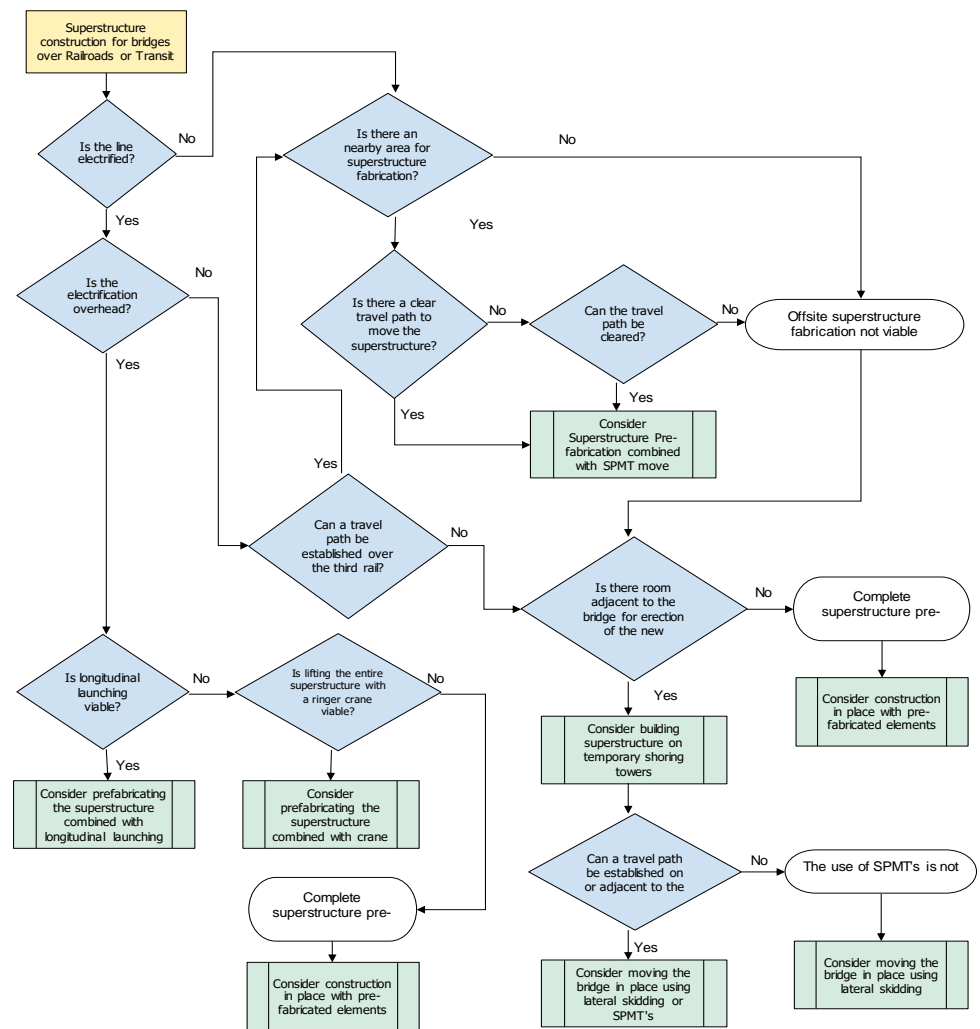 Superstructure
construction for bridges
over Railroads or Transit
Is the line
electrified?
No
Yes
Is there an
nearby area for
superstructure
fabrication?
No
Yes
Is the
electrification
overhead?
No
Yes
Is there a clear
travel path to
move the
superstructure?
No
Yes
Can the travel
path be
cleared?
No
Yes
Offsite superstructure
fabrication not viable
Consider
Superstructure Pre-
fabrication combined
with SPMT move
Yes
Can a travel
path be
established over
the third rail?
No
Is there room
adjacent to the
bridge for erection
of the new
No
Yes
Complete
superstructure pre-
Consider construction
in place with pre-
fabricated elements
Is longitudinal
launching
viable?
No
Yes
Is lifting the entire
superstructure with
a ringer crane
viable?
No
Consider building
superstructure on
temporary shoring
towers
Consider prefabricating
the superstructure
combined with
longitudinal launching
Consider
prefabricating the
superstructure
combined with crane
Can a travel path
be established on
or adjacent to the
No
Yes
The use of SPMT's is not
Complete
superstructure pre-
Consider construction
in place with pre-
fabricated elements
Consider moving the
bridge in place using
lateral skidding or
SPMT's
Consider moving the
bridge in place using
lateral skidding